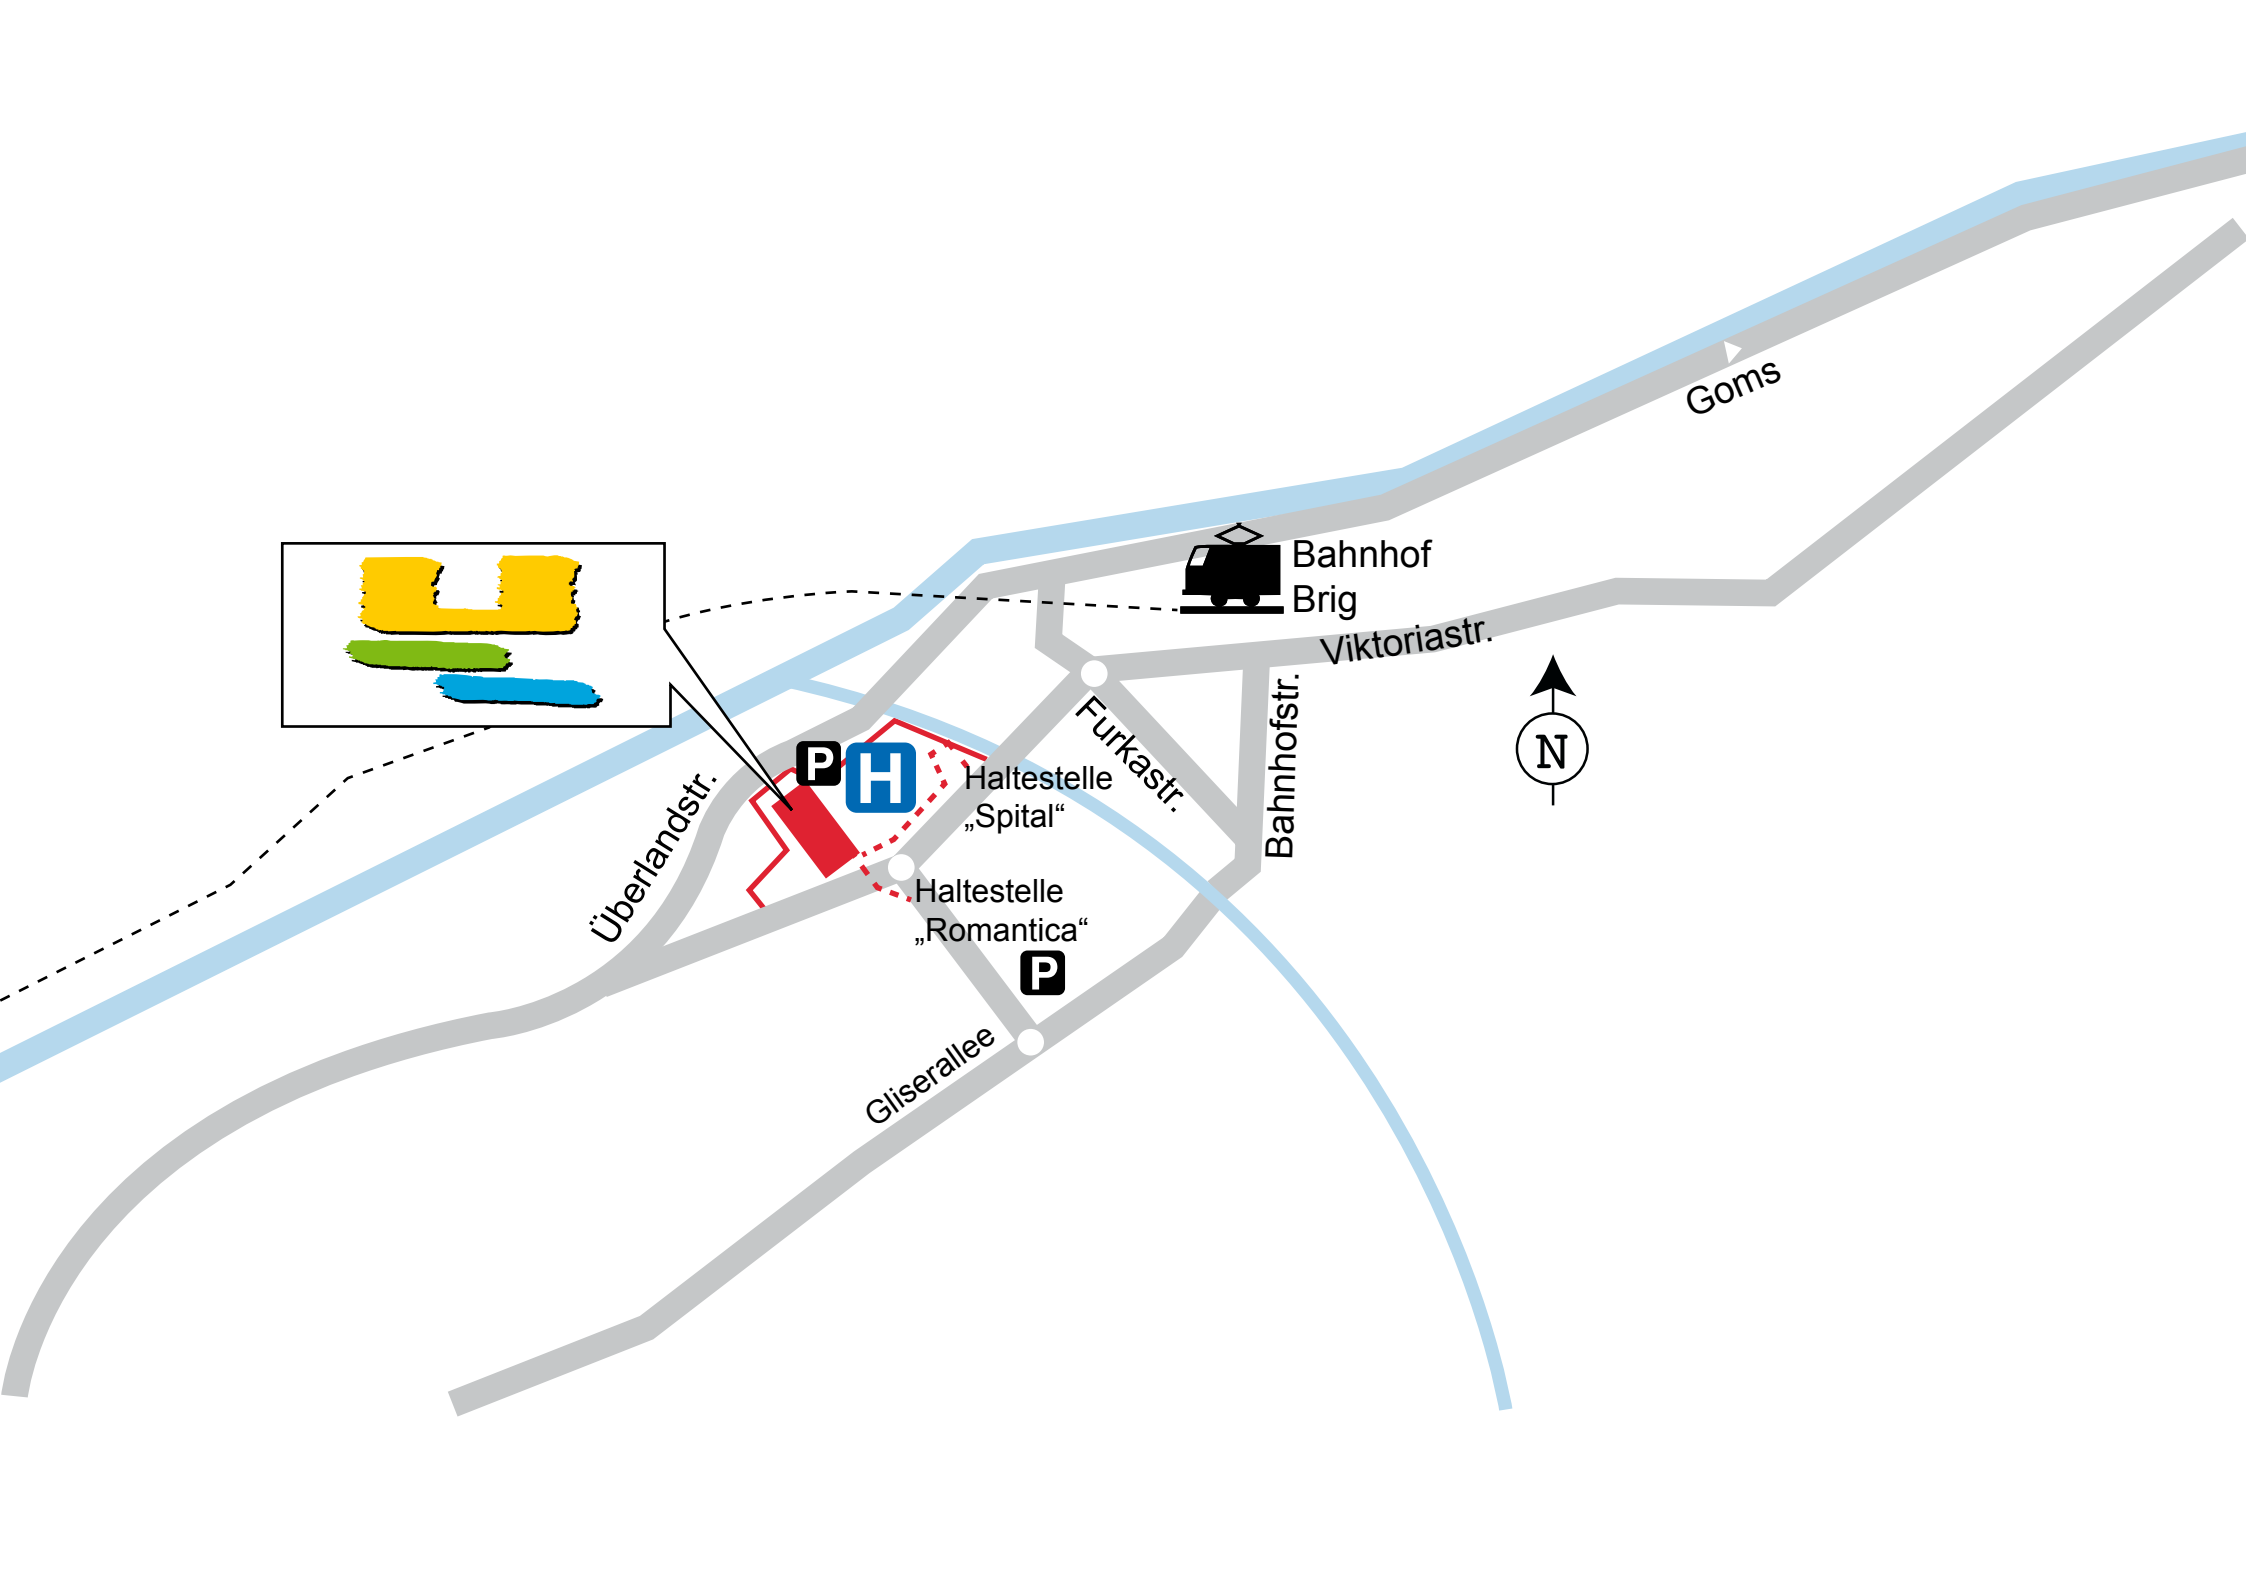 Goms
Bahnhof
Brig
Viktoriastr.
Furkastr.
Bahnhofstr.
N
P
H
Haltestelle
„Spital“
Überlandstr.
Haltestelle
„Romantica“
P
Gliserallee